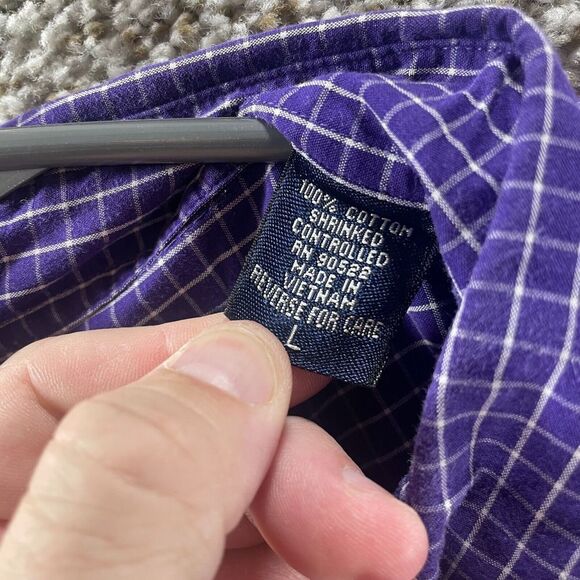 100% COTTON
SHRINKED
CONTROLLED
RN 90522
MADE IN
VIETNAM
REVERSE FOR CARE
L